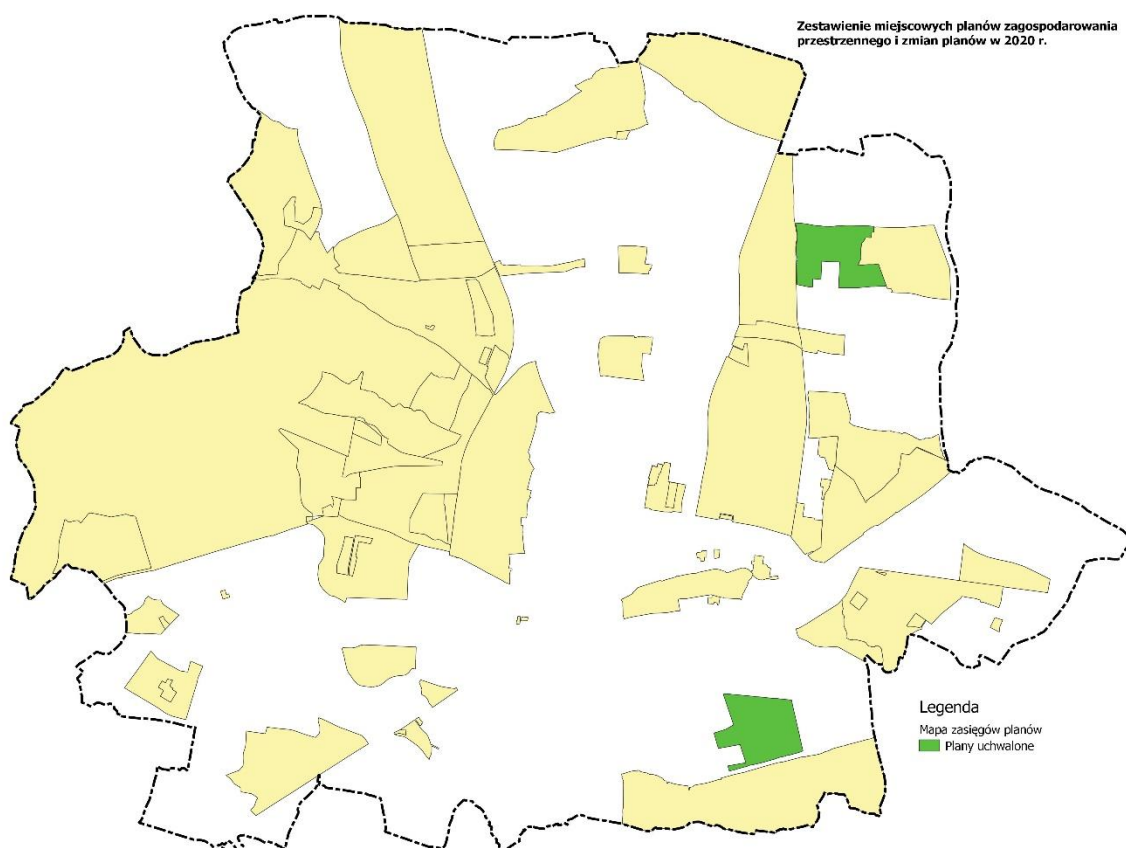 Zestawienie miejscowych planów zagospodarowania
przestrzennego i zmian planów w 2020 r.
Legenda
Mapa zasięgów planów
Plany uchwalone